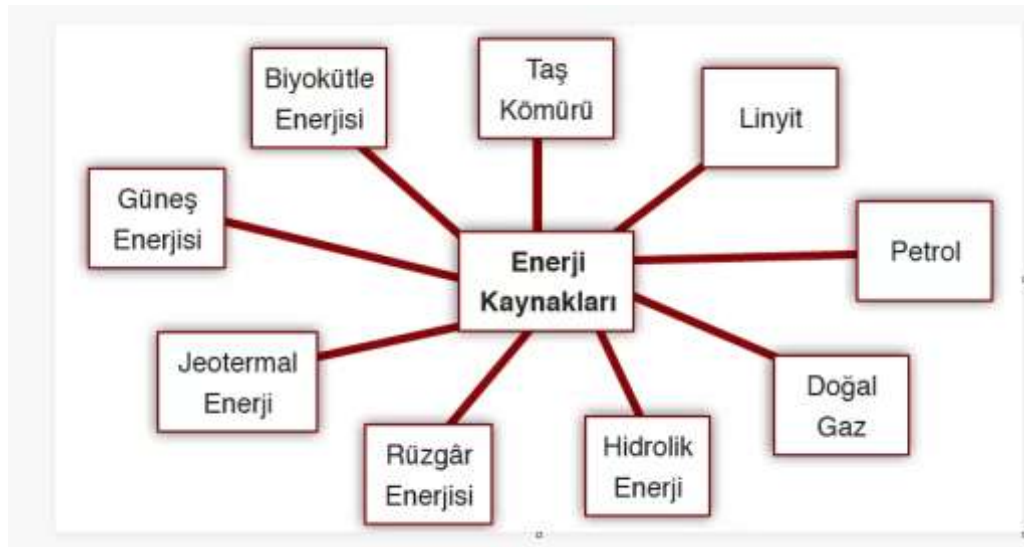 Biyokütle
Enerjisi
Taş
Kömürü
Linyit
Güneş
Enerjisi
Enerji
Kaynakları
Petrol
Jeotermal
Enerji
Rüzgâr
Enerjisi
Hidrolik
Enerji
Doğal
Gaz